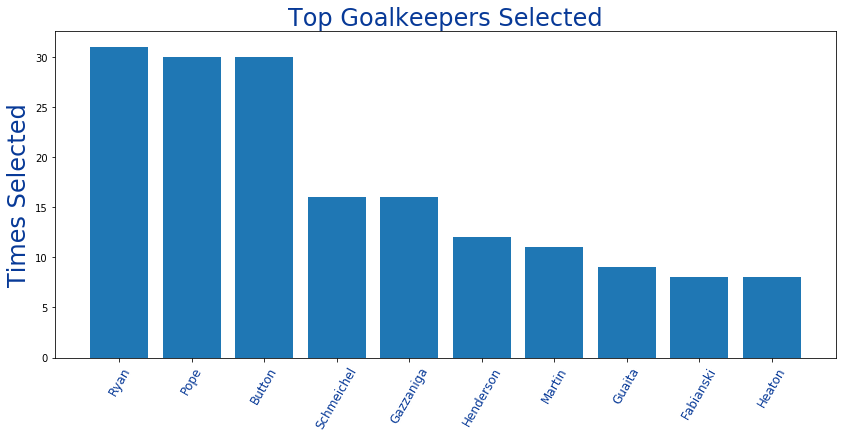 Top Goalkeepers Selected
Times Selected
30
25
20
15
10
5
0
Ryan
Pope
Button
Schmeichel
Gazzaniga
Henderson
Martin
Guaita
Fabianski
Heaton